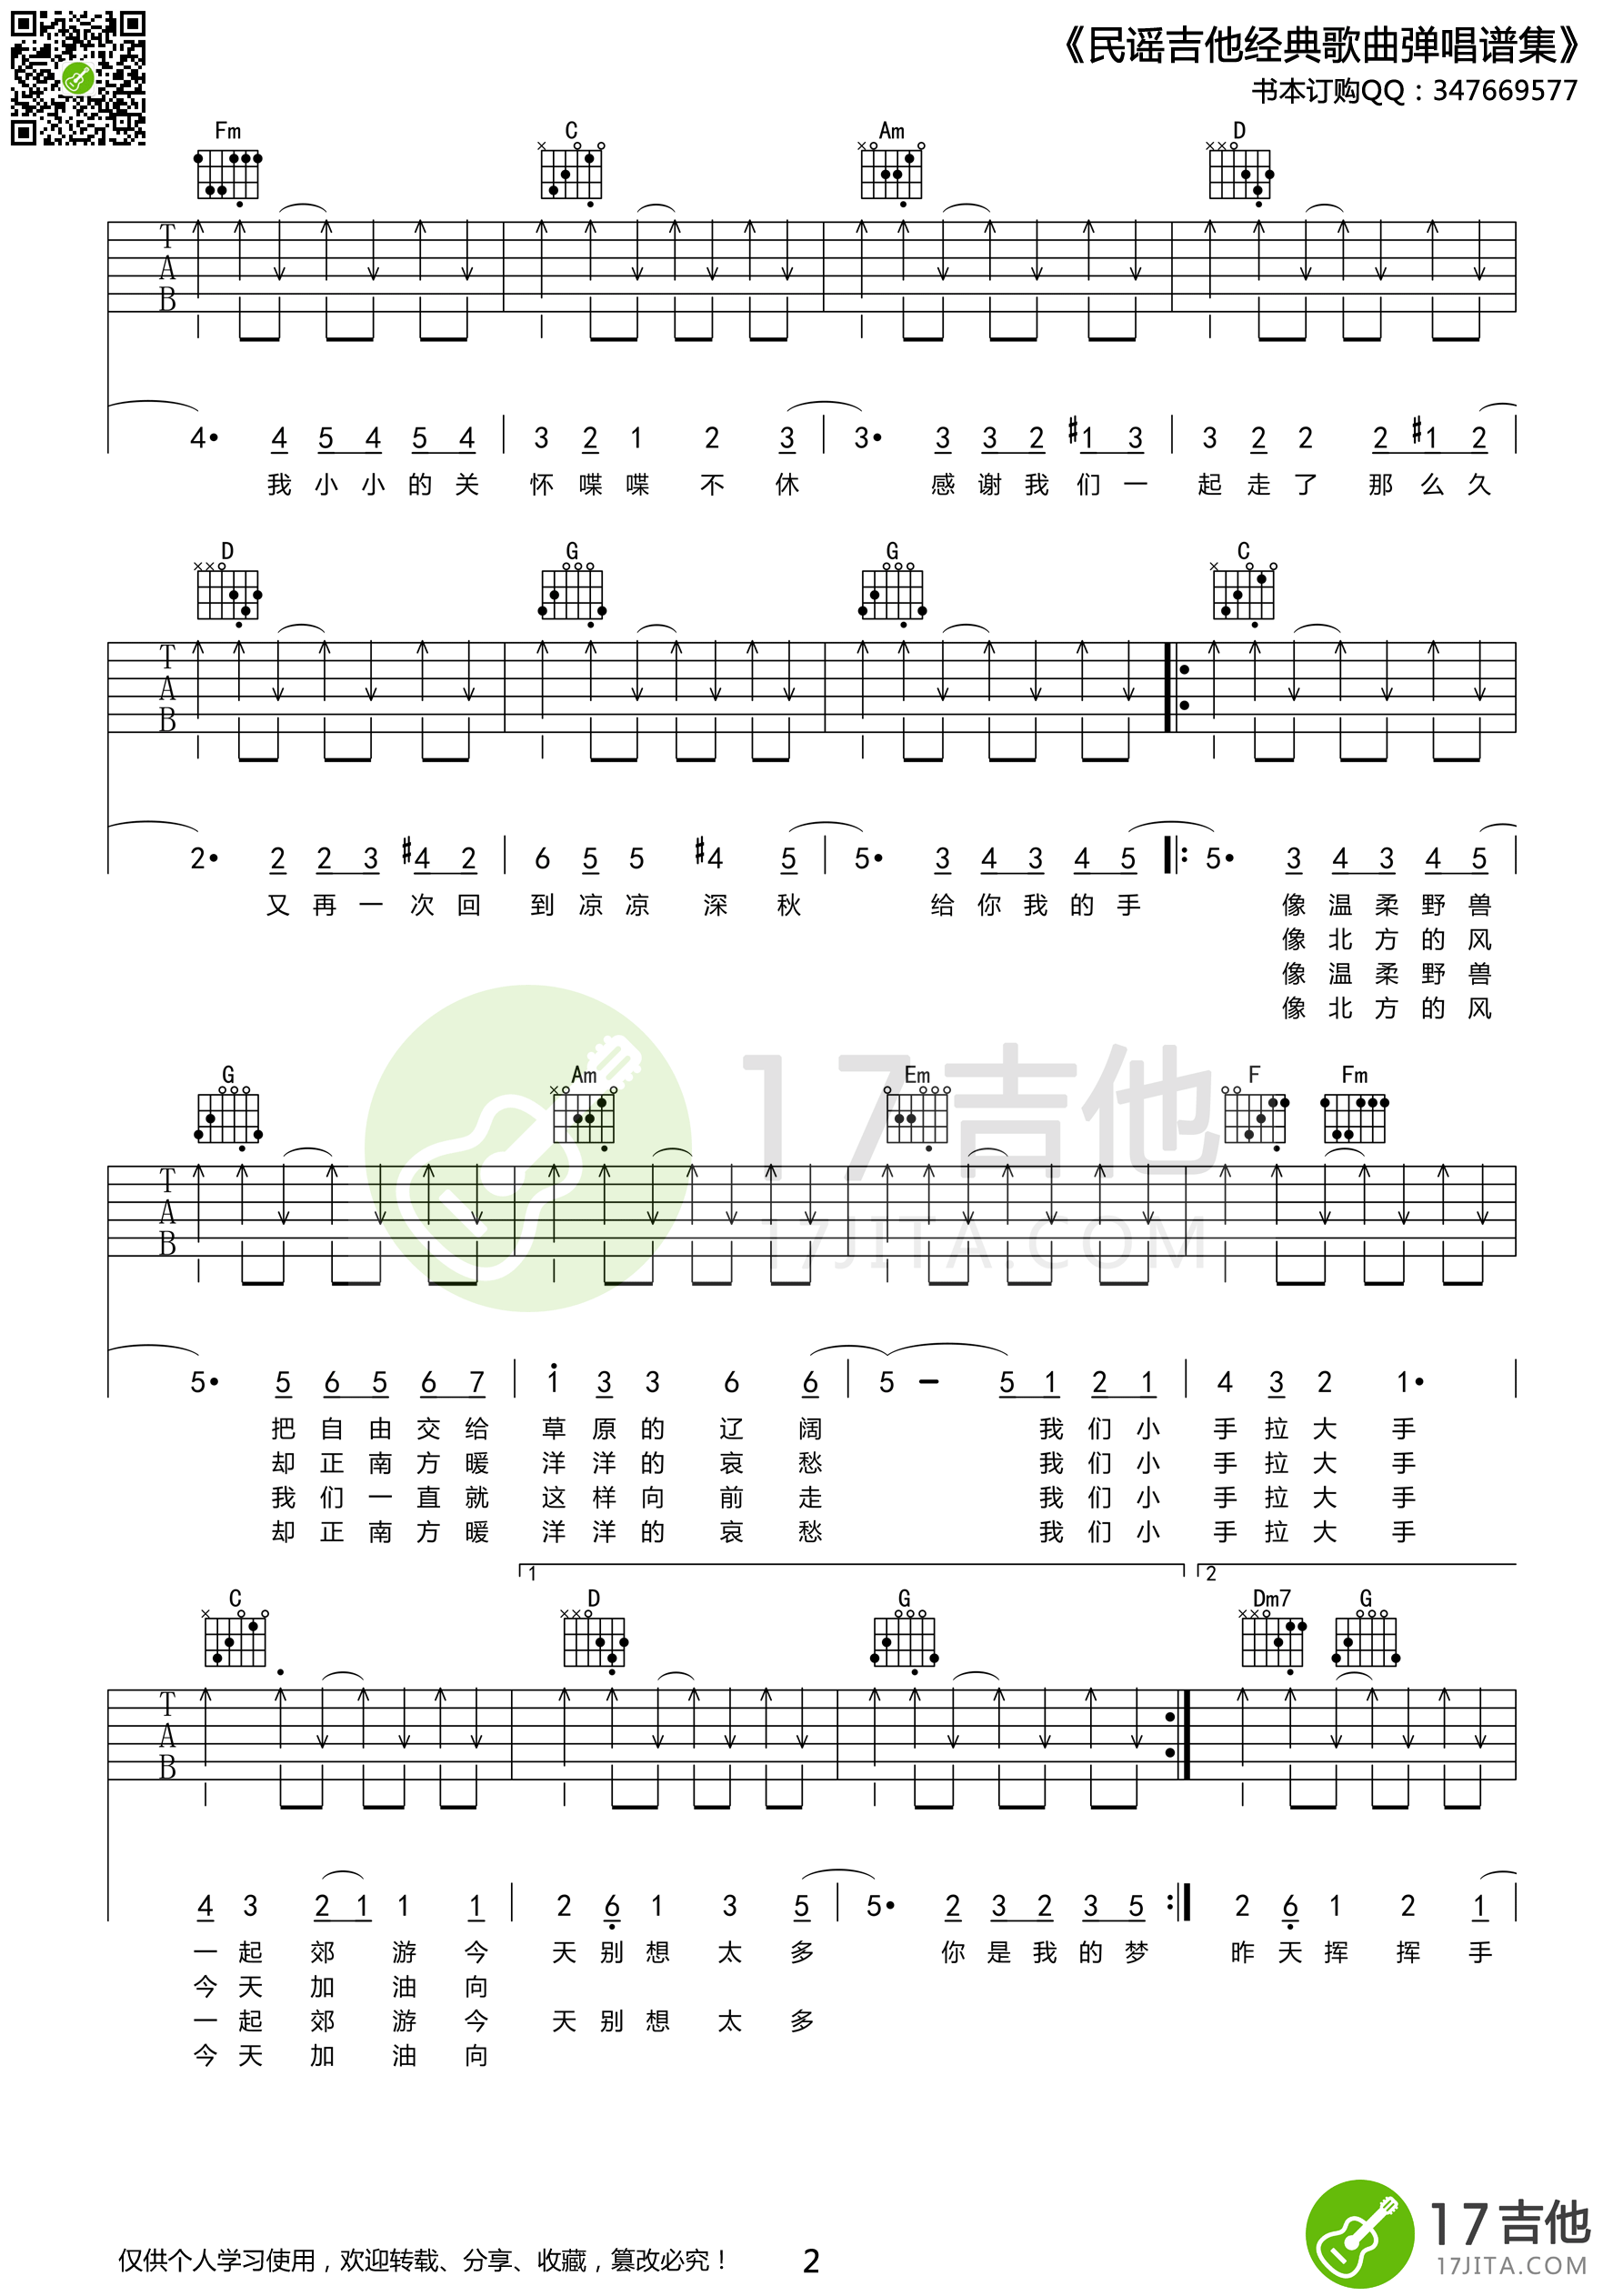 《民谣吉他经典歌曲弹唱谱集》
书本订购QQ：347669577
Fm C Am D
T
A
B
4• 4 5 4 5 4 | 3 2 1 2 3 | 3• 3 3 2 #1 3 | 3 2 2 2 #1 2 |
我 小 小 的 关 怀 喋 喋 不 休 感 谢 我 们 一 起 走 了 那 么 久
D G G C
T
A
B
2• 2 2 3 #4 2 | 6 5 5 #4 5 | 5• 3 4 3 4 5 |: 5• 3 4 3 4 5 |
又 再 一 次 回 到 凉 凉 深 秋 给 你 我 的 手 像 温 柔 野 兽
像 北 方 的 风
像 温 柔 野 兽
像 北 方 的 风
17吉他
17JITA.COM
G Am Em F Fm
T
A
B
5• 5 6 5 6 7 | 1 3 3 6 6 | 5 – 5 1 2 1 | 4 3 2 1• |
把 自 由 交 给 草 原 的 辽 阔 我 们 小 手 拉 大 手
却 正 南 方 暖 洋 洋 的 哀 愁 我 们 小 手 拉 大 手
我 们 一 直 就 这 样 向 前 走 我 们 小 手 拉 大 手
却 正 南 方 暖 洋 洋 的 哀 愁 我 们 小 手 拉 大 手
1 2
C D G Dm7 G
T
A
B
4 3 2 1 1 1 | 2 6 1 3 5 | 5• 2 3 2 3 5 :| 2 6 1 2 1 |
一 起 郊 游 今 天 别 想 太 多 你 是 我 的 梦 昨 天 挥 挥 手
今 天 加 油 向
一 起 郊 游 今 天 别 想 太 多
今 天 加 油 向
仅供个人学习使用，欢迎转载、分享、收藏，篡改必究！ 2
17吉他
17JITA.COM